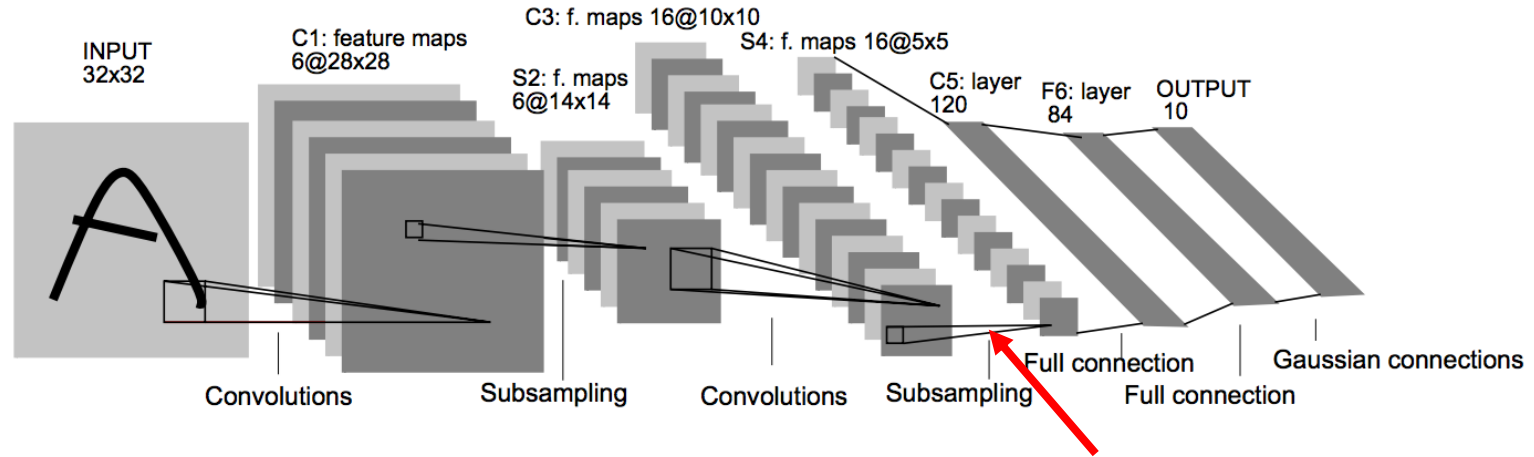 INPUT
32x32
C1: feature maps
6@28x28
S2: f. maps
6@14x14
C3: f. maps 16@10x10
S4: f. maps 16@5x5
C5: layer
120
F6: layer
84
OUTPUT
10
Convolutions
Subsampling
Convolutions
Subsampling
Full connection
Full connection
Gaussian connections